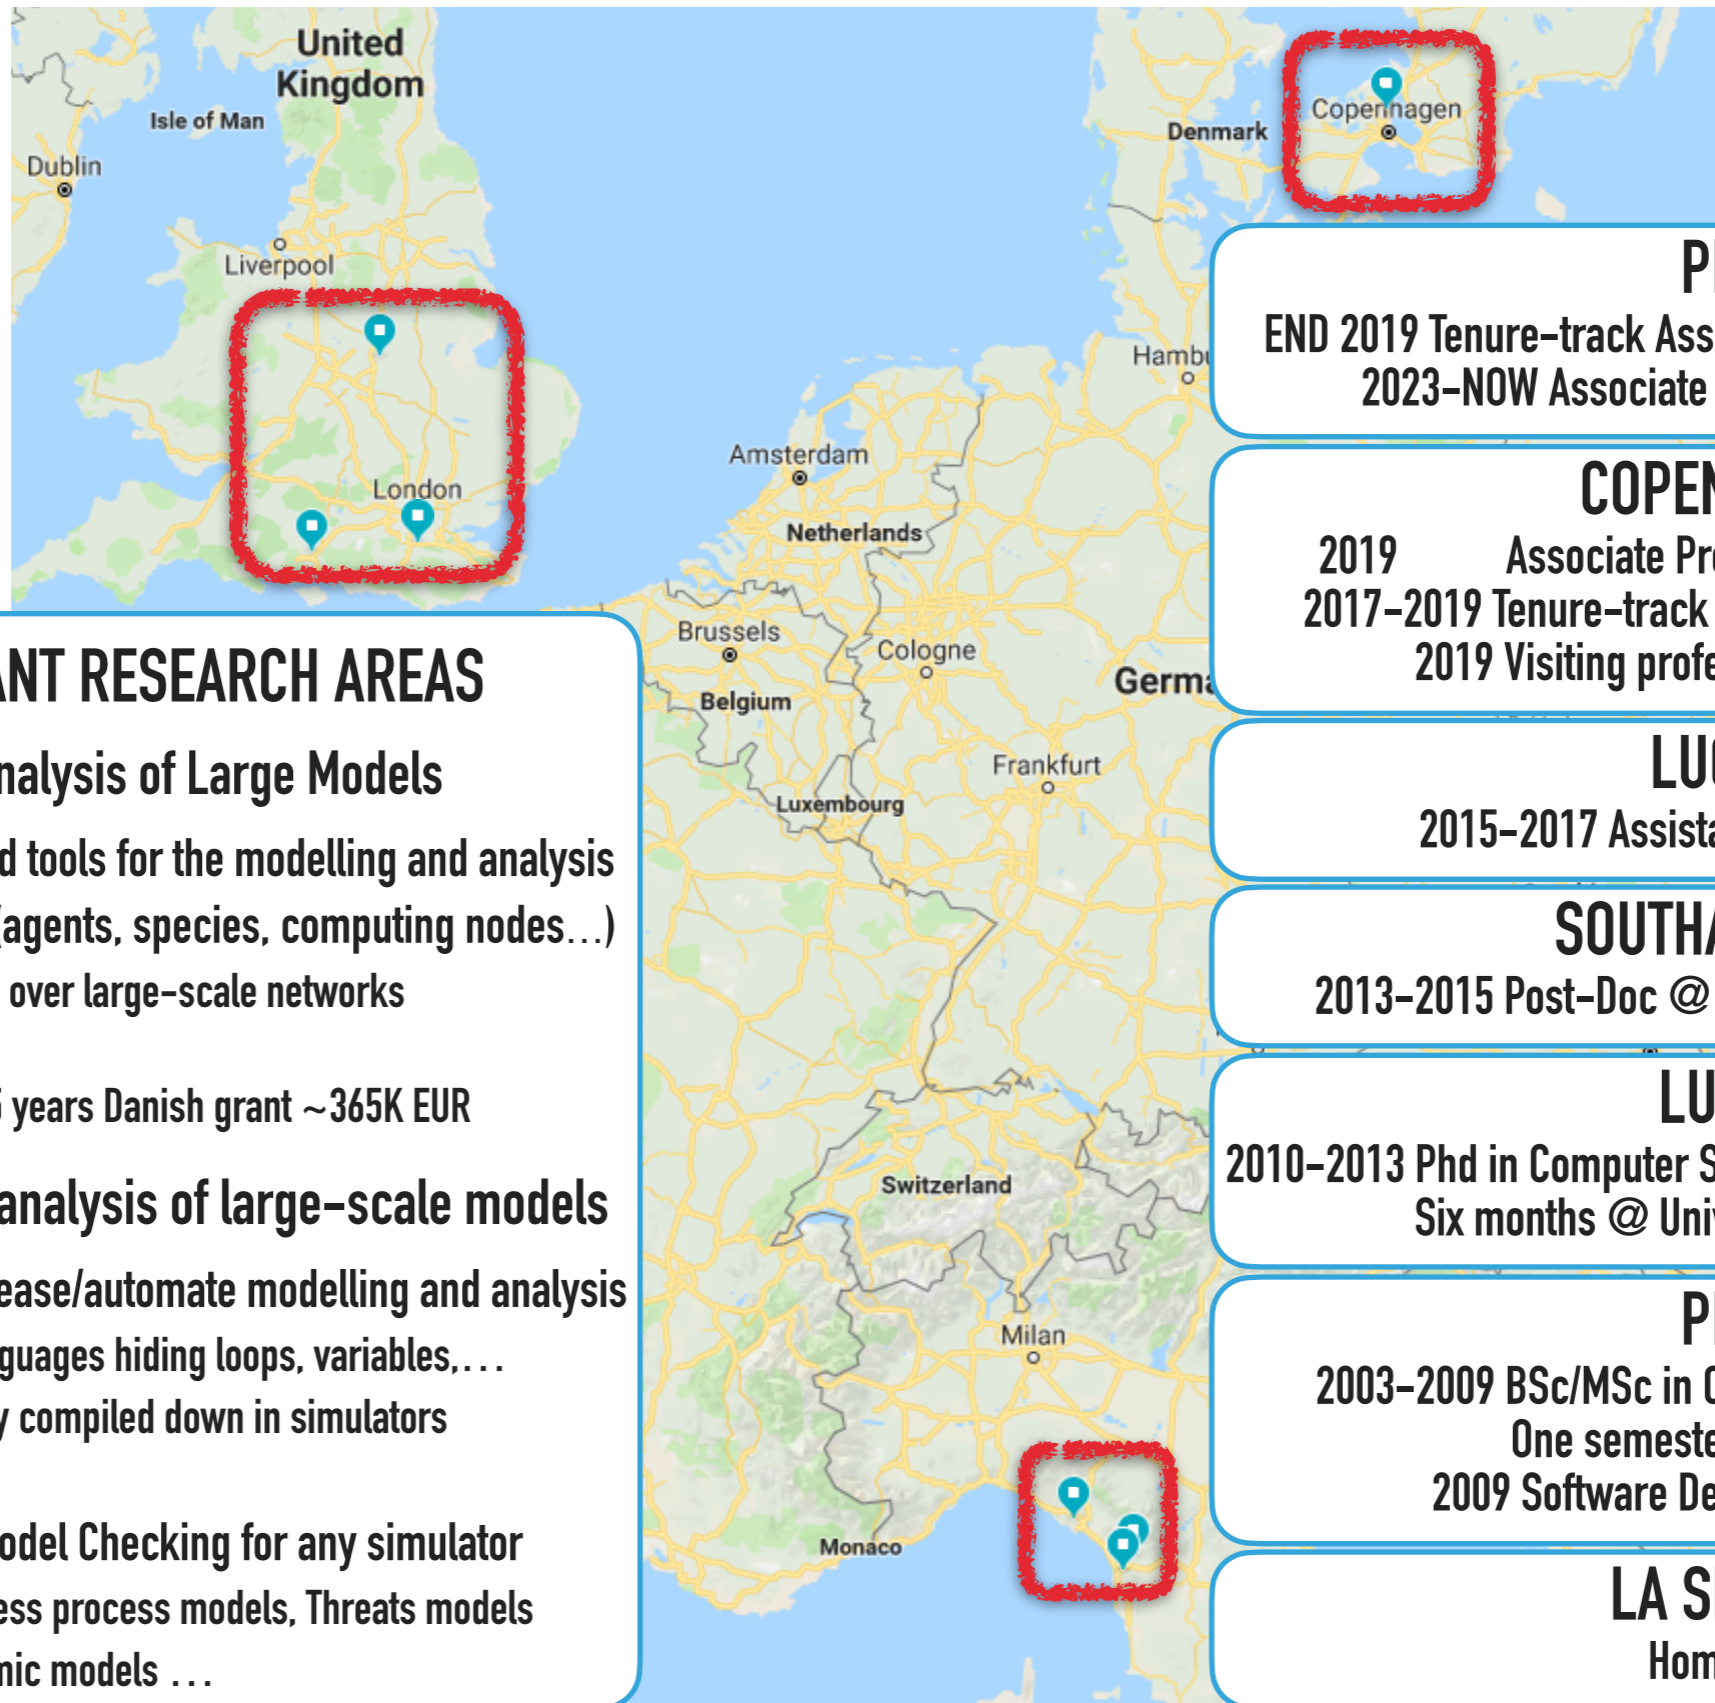 United
Kingdom
Isle of Man
Dublin
Liverpool
London
Denmark
Copenhagen
Hambu
Amsterdam
Netherlands
Brussels
Belgium
Cologne
Germa
Frankfurt
Luxembourg
Switzerland
Milan
Monaco
ANT RESEARCH AREAS
nalysis of Large Models
d tools for the modelling and analysis
(agents, species, computing nodes...)
over large-scale networks
years Danish grant ~365K EUR
analysis of large-scale models
ease/automate modelling and analysis
guages hiding loops, variables,...
y compiled down in simulators
odel Checking for any simulator
ess process models, Threats models
mic models ...
END 2019 Tenure-track Ass
2023-NOW Associate
COPEN
2019 Associate Pro
2017-2019 Tenure-track
2019 Visiting profe
LUC
2015-2017 Assista
SOUTHA
2013-2015 Post-Doc @
LU
2010-2013 Phd in Computer S
Six months @ Univ
2003-2009 BSc/MSc in C
One semeste
2009 Software De
LA S
Hom